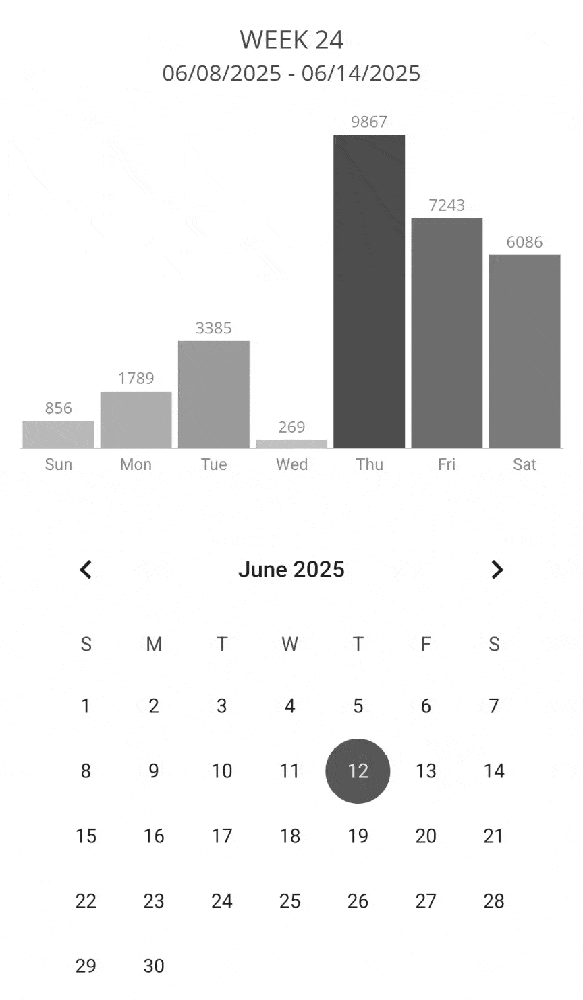 WEEK 24
06/08/2025 - 06/14/2025
9867
7243
6086
3385
1789
856
269
Sun Mon Tue Wed Thu Fri Sat
June 2025
S M T W T F S
1 2 3 4 5 6 7
8 9 10 11 12 13 14
15 16 17 18 19 20 21
22 23 24 25 26 27 28
29 30